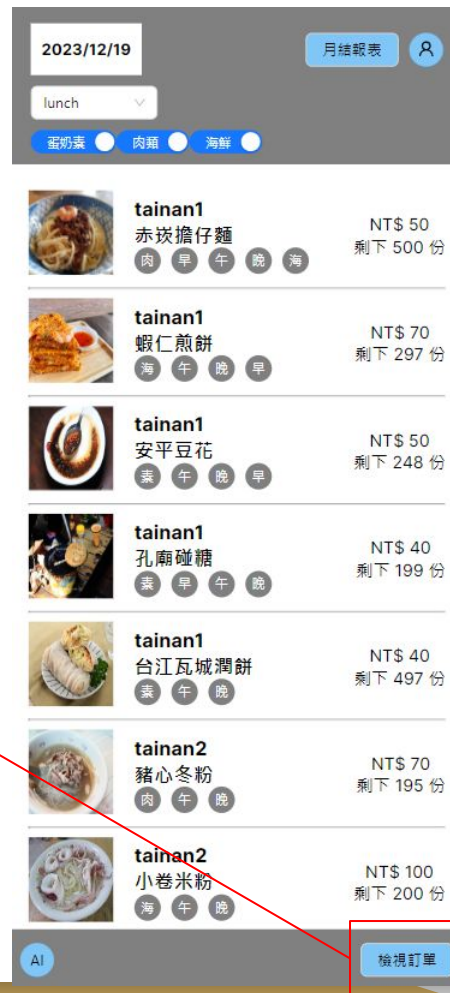 2023/12/19
月結報表
lunch
蛋奶素 肉類 海鮮
tainan1
赤崁擔仔麵
肉 早 午 晚 海
NT$ 50
剩下 500 份
tainan1
蝦仁煎餅
海 午 晚 早
NT$ 70
剩下 297 份
tainan1
安平豆花
素 午 晚 早
NT$ 50
剩下 248 份
tainan1
孔廟碰糖
素 早 午 晚
NT$ 40
剩下 199 份
tainan1
台江瓦城潤餅
素 午 晚
NT$ 40
剩下 497 份
tainan2
豬心冬粉
肉 午 晚
NT$ 70
剩下 195 份
tainan2
小卷米粉
海 午 晚
NT$ 100
剩下 200 份
AI
檢視訂單